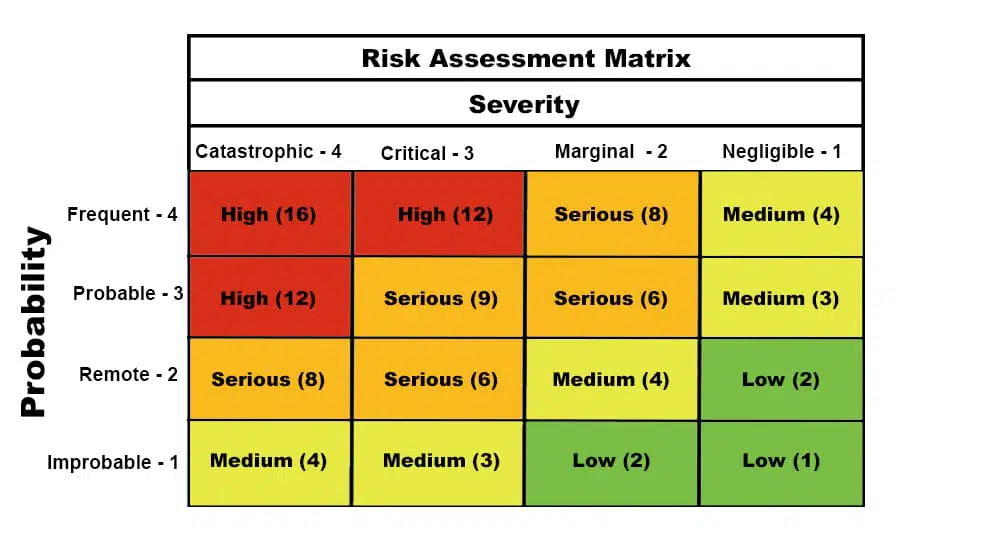 Risk Assessment Matrix
Severity
Catastrophic - 4 Critical - 3 Marginal - 2 Negligible - 1
Probability
Frequent - 4 High (16) High (12) Serious (8) Medium (4)
Probable - 3 High (12) Serious (9) Serious (6) Medium (3)
Remote - 2 Serious (8) Serious (6) Medium (4) Low (2)
Improbable - 1 Medium (4) Medium (3) Low (2) Low (1)